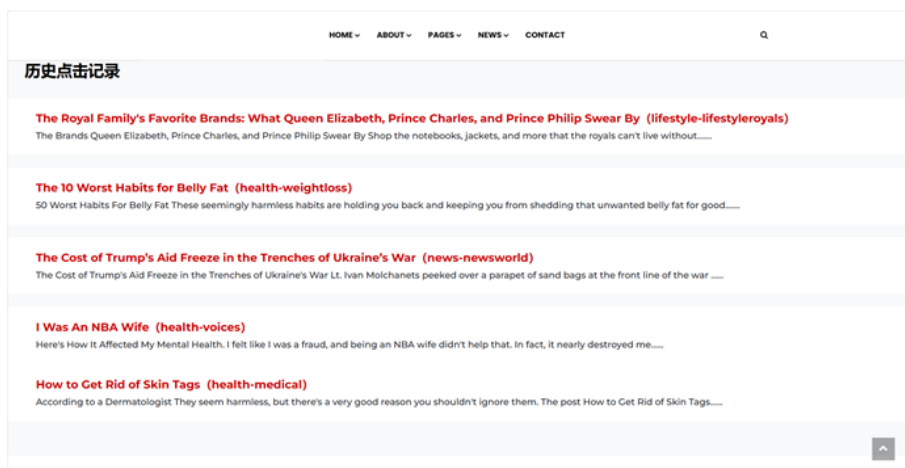 HOME ABOUT PAGES NEWS CONTACT
历史点击记录
The Royal Family's Favorite Brands: What Queen Elizabeth, Prince Charles, and Prince Philip Swear By (lifestyle-lifestyleroyals)
The Brands Queen Elizabeth, Prince Charles, and Prince Philip Swear By Shop the notebooks, jackets, and more that the royals can't live without......
The 10 Worst Habits for Belly Fat (health-weightloss)
50 Worst Habits For Belly Fat These seemingly harmless habits are holding you back and keeping you from shedding that unwanted belly fat for good......
The Cost of Trump's Aid Freeze in the Trenches of Ukraine's War (news-newsworld)
The Cost of Trump's Aid Freeze in the Trenches of Ukraine's War Lt. Ivan Molchanets peeked over a parapet of sand bags at the front line of the war ......
I Was An NBA Wife (health-voices)
Here's How It Affected My Mental Health. I felt like I was a fraud, and being an NBA wife didn't help that. In fact, it nearly destroyed me......
How to Get Rid of Skin Tags (health-medical)
According to a Dermatologist They seem harmless, but there's a very good reason you shouldn't ignore them. The post How to Get Rid of Skin Tags......